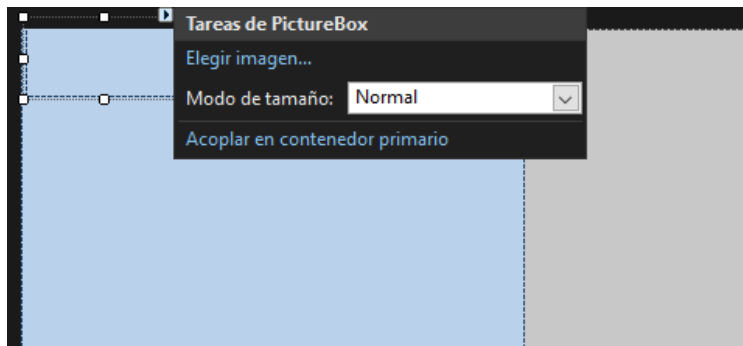 Tareas de PictureBox
Elegir imagen...
Modo de tamaño: Normal
Acoplar en contenedor primario